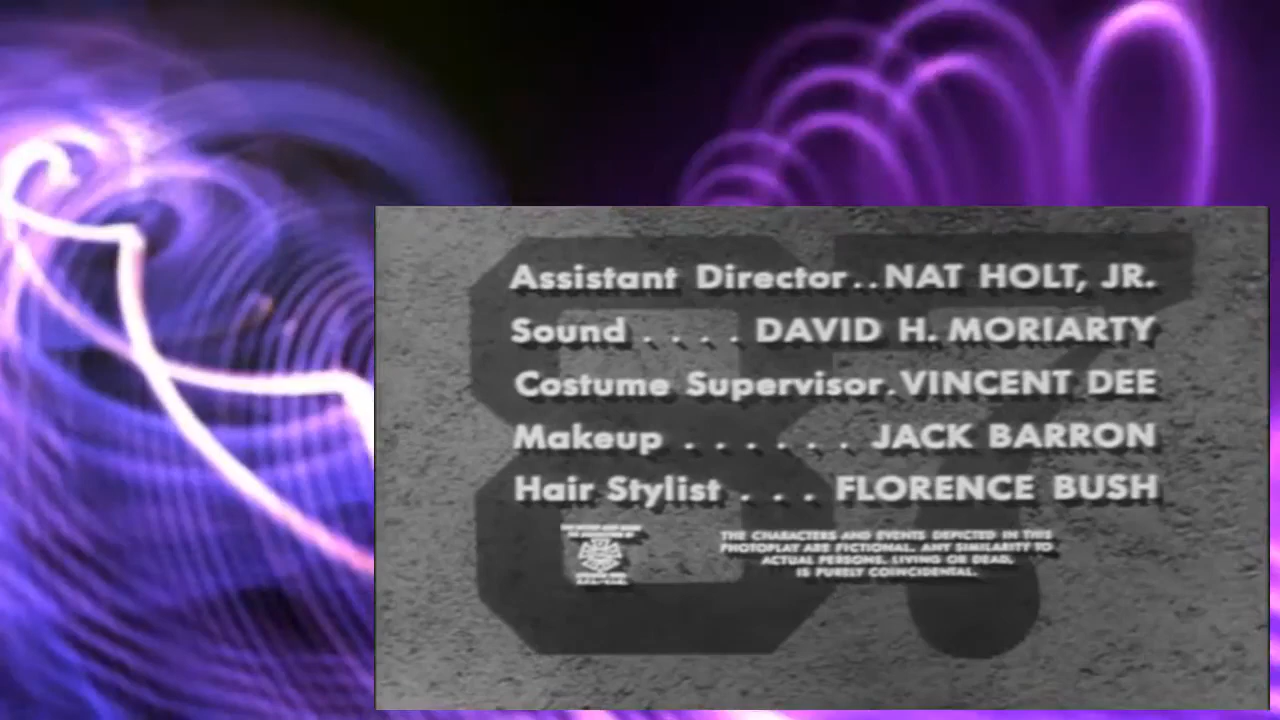 87
Assistant Director..NAT HOLT, JR.
Sound . . . . DAVID H. MORIARTY
Costume Supervisor.VINCENT DEE
Makeup . . . . . . JACK BARRON
Hair Stylist . . . FLORENCE BUSH
THE CHARACTERS AND EVENTS DEPICTED IN THIS
PHOTOPLAY ARE FICTIONAL. ANY SIMILARITY TO
ACTUAL PERSONS, LIVING OR DEAD,
IS PURELY COINCIDENTAL.